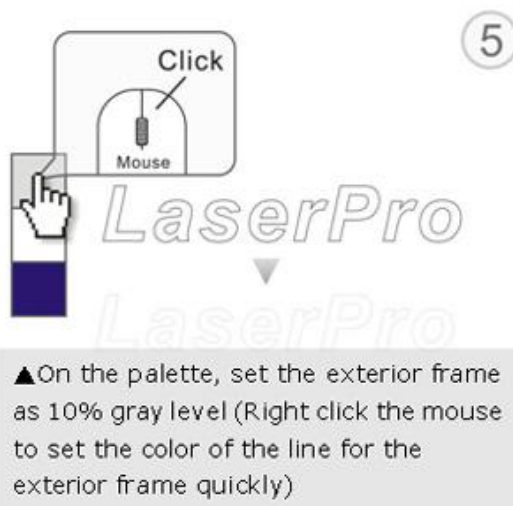 5
Click
Mouse
LaserPro
LaserPro
▲On the palette, set the exterior frame
as 10% gray level (Right click the mouse
to set the color of the line for the
exterior frame quickly)